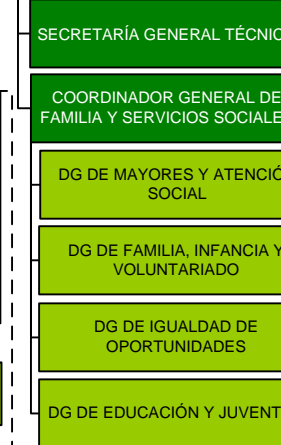 SECRETARÍA GENERAL TÉCNIC
COORDINADOR GENERAL DE
FAMILIA Y SERVICIOS SOCIALE
DG DE MAYORES Y ATENCIÓ
SOCIAL
DG DE FAMILIA, INFANCIA Y
VOLUNTARIADO
DG DE IGUALDAD DE
OPORTUNIDADES
DG DE EDUCACIÓN Y JUVENT